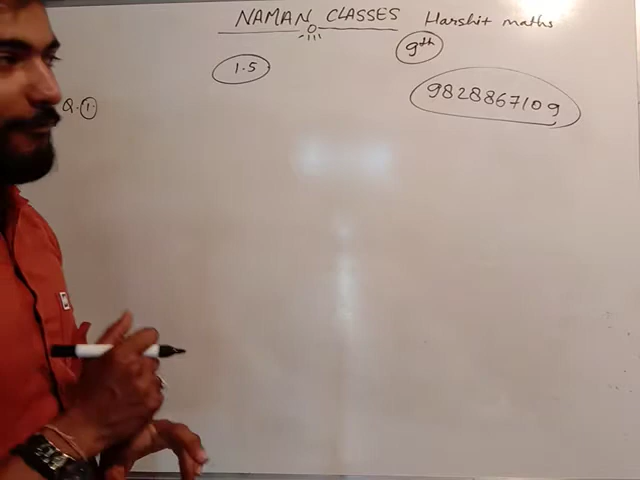 NAMAN CLASSES Harshit maths
9th
1.5
9828867109
Q.1